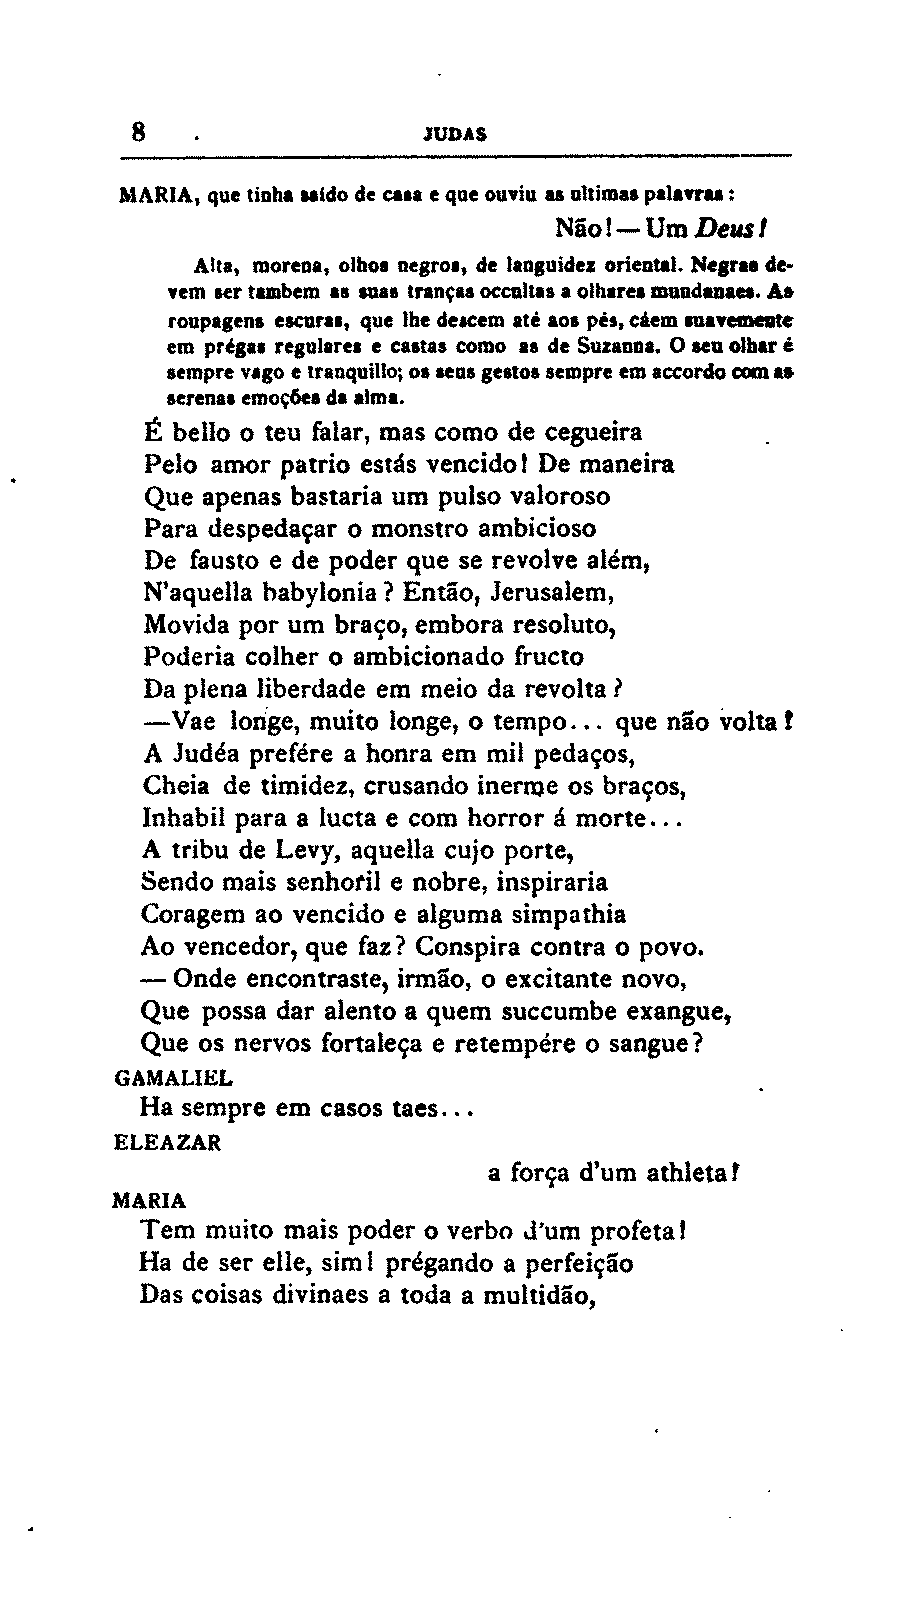 8 JUDAS
MARIA, que tinha saído de casa e que ouviu as ultimas palavras:
Não!—Um Deus!
Alta, morena, olhos negros, de languidez oriental. Negras de-
vem ser tambem as suas tranças occultas a olhares mundanaes. As
roupagens escuras, que lhe descem até aos pés, cáem suavemente
em prégas regulares e castas como as de Suzanna. O seu olhar é
sempre vago e tranquillo; os seus gestos sempre em accordo com as
serenas emoções da alma.
É bello o teu falar, mas como de cegueira
Pelo amor patrio estás vencido! De maneira
Que apenas bastaria um pulso valoroso
Para despedaçar o monstro ambicioso
De fausto e de poder que se revolve além,
N'aquella babylonia? Então, Jerusalem,
Movida por um braço, embora resoluto,
Poderia colher o ambicionado fructo
Da plena liberdade em meio da revolta?
—Vae longe, muito longe, o tempo... que não volta!
A Judéa prefére a honra em mil pedaços,
Cheia de timidez, crusando inerme os braços,
Inhabil para a lucta e com horror á morte...
A tribu de Levy, aquella cujo porte,
Sendo mais senhoril e nobre, inspiraria
Coragem ao vencido e alguma simpathia
Ao vencedor, que faz? Conspira contra o povo.
— Onde encontraste, irmão, o excitante novo,
Que possa dar alento a quem succumbe exangue,
Que os nervos fortaleça e retempére o sangue?
GAMALIEL
Ha sempre em casos taes...
ELEAZAR
a força d'um athleta!
MARIA
Tem muito mais poder o verbo d'um profeta!
Ha de ser elle, sim! prégando a perfeição
Das coisas divinaes a toda a multidão,